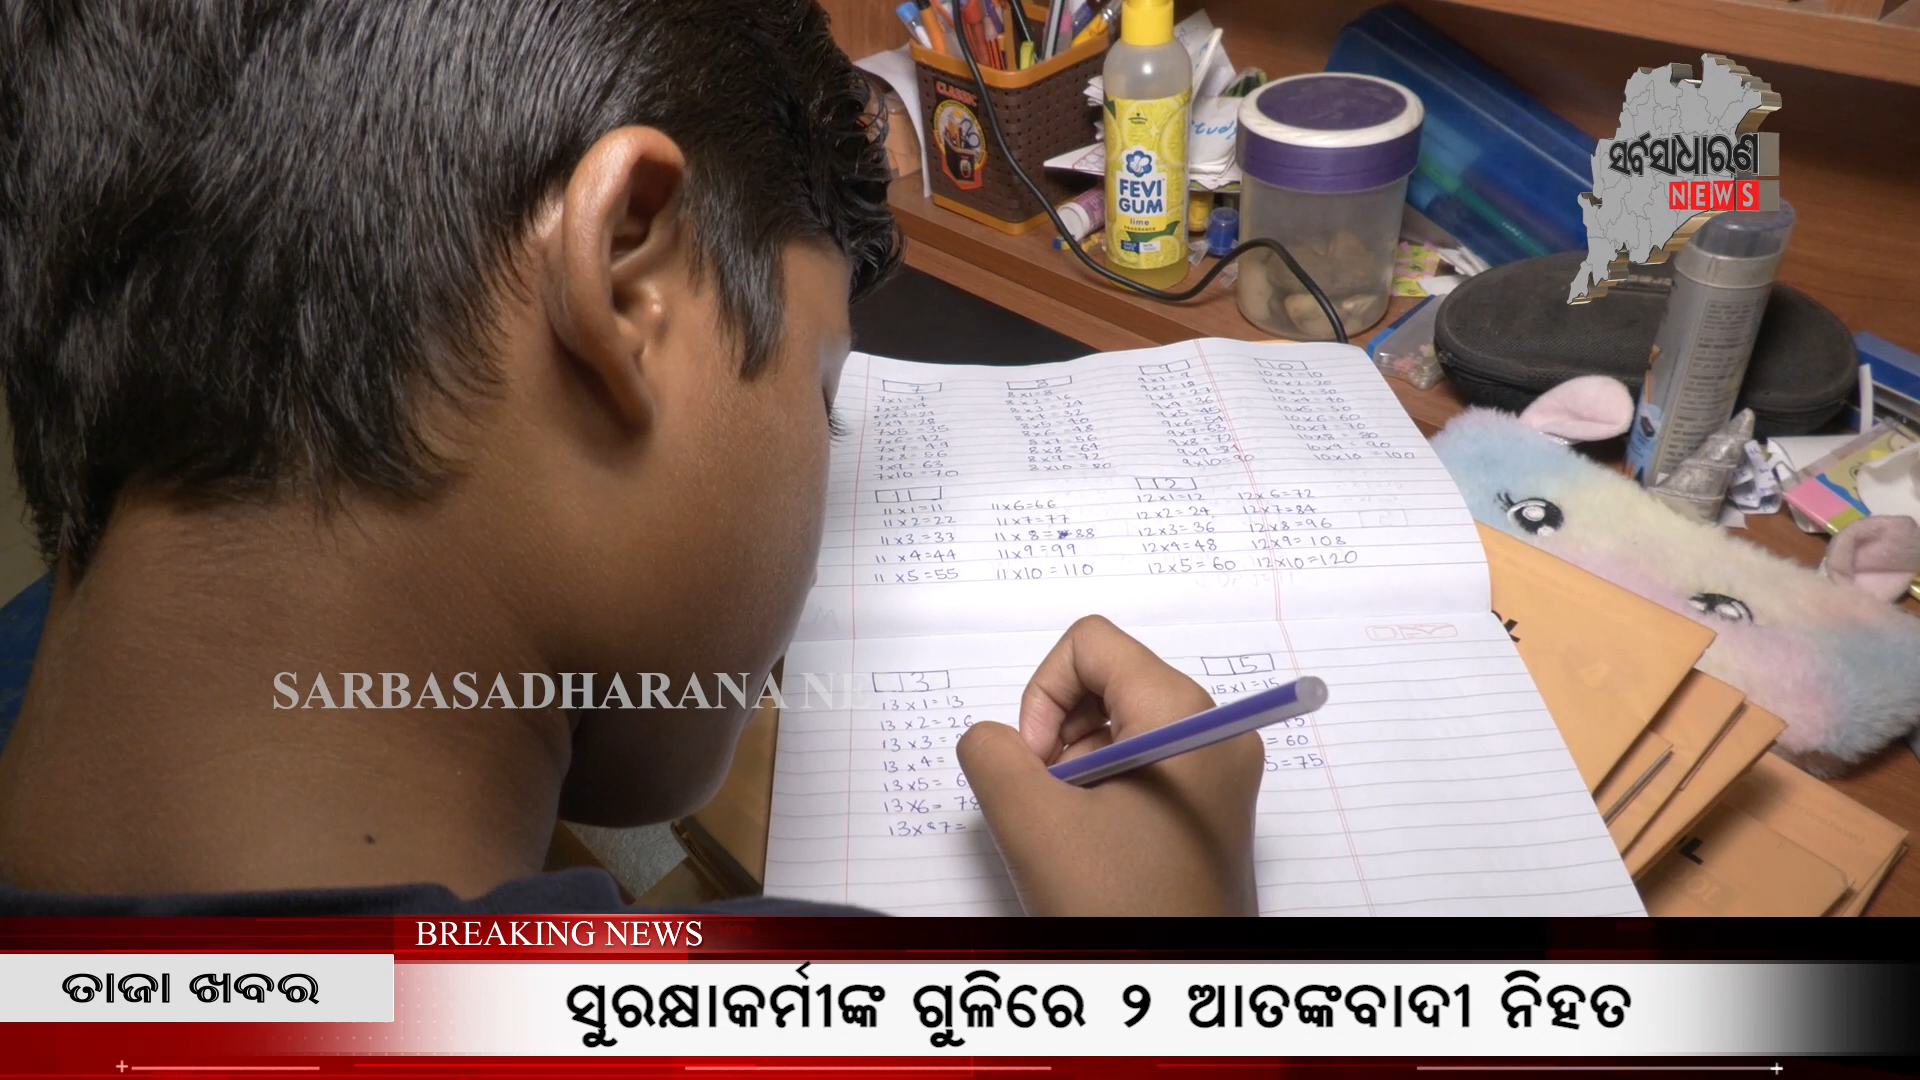 CLASSIC
FEVI
GUM
lime
FRAGRANCE
ସର୍ବସାଧାରଣ
NEWS
7
7x1=7
7x2=14
7x3=21
7x4=28
7x5=35
7x6=42
7x7=49
7x8=56
7x9=63
7x10=70
8
8x1=8
8x2=16
8x3=24
8x4=32
8x5=40
8x6=48
8x7=56
8x8=64
8x9=72
8x10=80
9
9x1=9
9x2=18
9x3=27
9x4=36
9x5=45
9x6=54
9x7=63
9x8=72
9x9=81
9x10=90
10
10x1=10
10x2=20
10x3=30
10x4=40
10x5=50
10x6=60
10x7=70
10x8=80
10x9=90
10x10=100
11
11x1=11
11x2=22
11x3=33
11x4=44
11x5=55
11x6=66
11x7=77
11x8=88
11x9=99
11x10=110
12
12x1=12
12x2=24
12x3=36
12x4=48
12x5=60
12x6=72
12x7=84
12x8=96
12x9=108
12x10=120
13
13x1=13
13x2=26
13x3=
13x4=
13x5= 6
13x6= 78
13x7=
15
15x1=15
= 60
5=75
SARBASADHARANA NE
BREAKING NEWS
ତାଜା ଖବର
ସୁରକ୍ଷାକର୍ମୀଙ୍କ ଗୁଳିରେ ୨ ଆତଙ୍କବାଦୀ ନିହତ